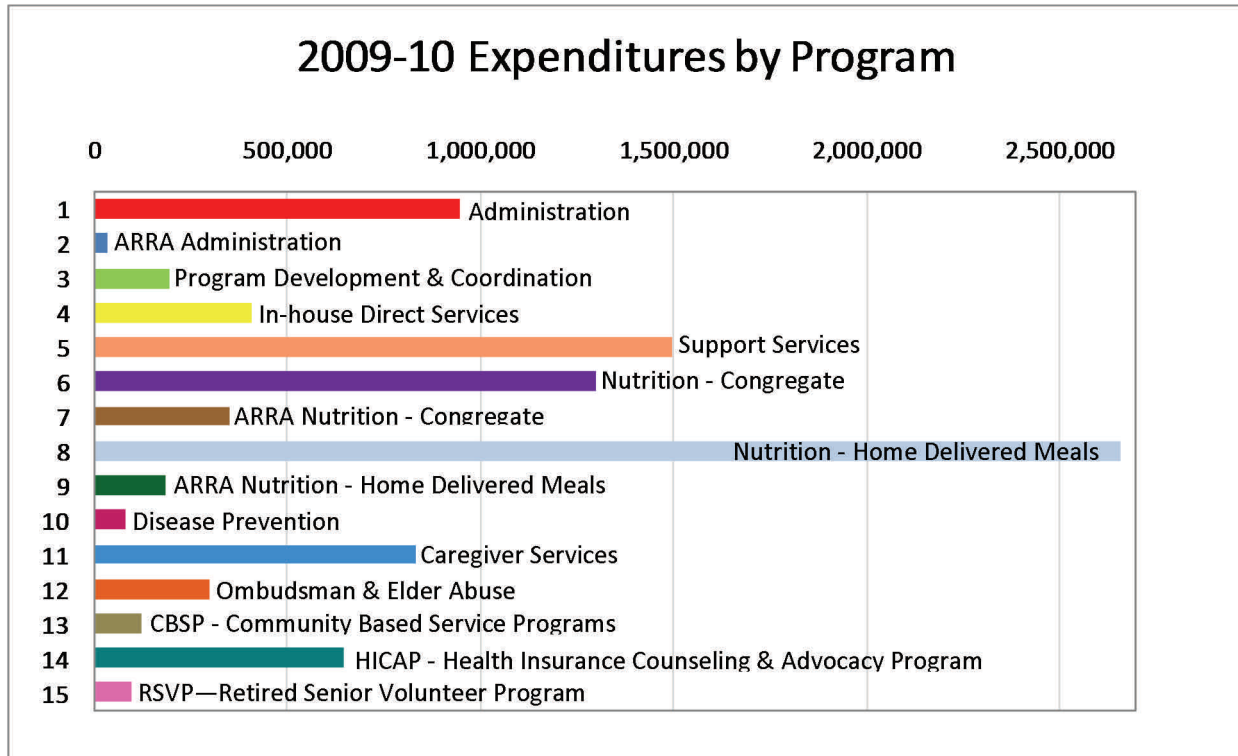 2009-10 Expenditures by Program
0 500,000 1,000,000 1,500,000 2,000,000 2,500,000
1 Administration
2 ARRA Administration
3 Program Development & Coordination
4 In-house Direct Services
5 Support Services
6 Nutrition - Congregate
7 ARRA Nutrition - Congregate
8 Nutrition - Home Delivered Meals
9 ARRA Nutrition - Home Delivered Meals
10 Disease Prevention
11 Caregiver Services
12 Ombudsman & Elder Abuse
13 CBSP - Community Based Service Programs
14 HICAP - Health Insurance Counseling & Advocacy Program
15 RSVP—Retired Senior Volunteer Program